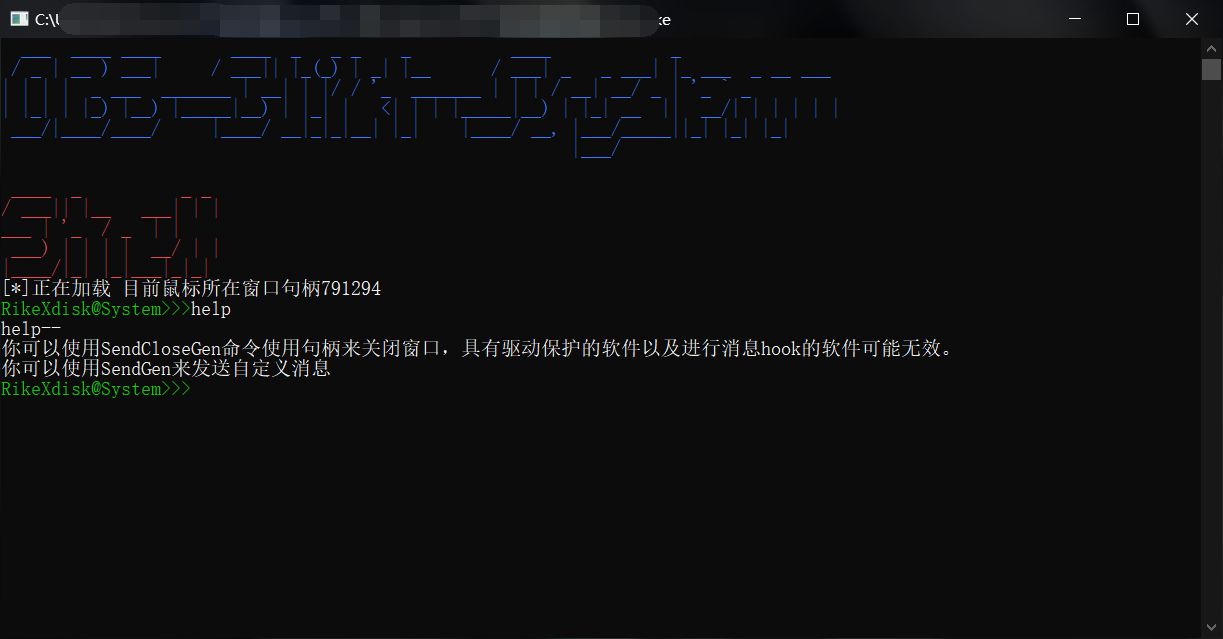 C:\
[*]正在加载 目前鼠标所在窗口句柄791294
RikeXdisk@System>>>help
help--
你可以使用SendCloseGen命令使用句柄来关闭窗口，具有驱动保护的软件以及进行消息hook的软件可能无效。
你可以使用SendGen来发送自定义消息
RikeXdisk@System>>>